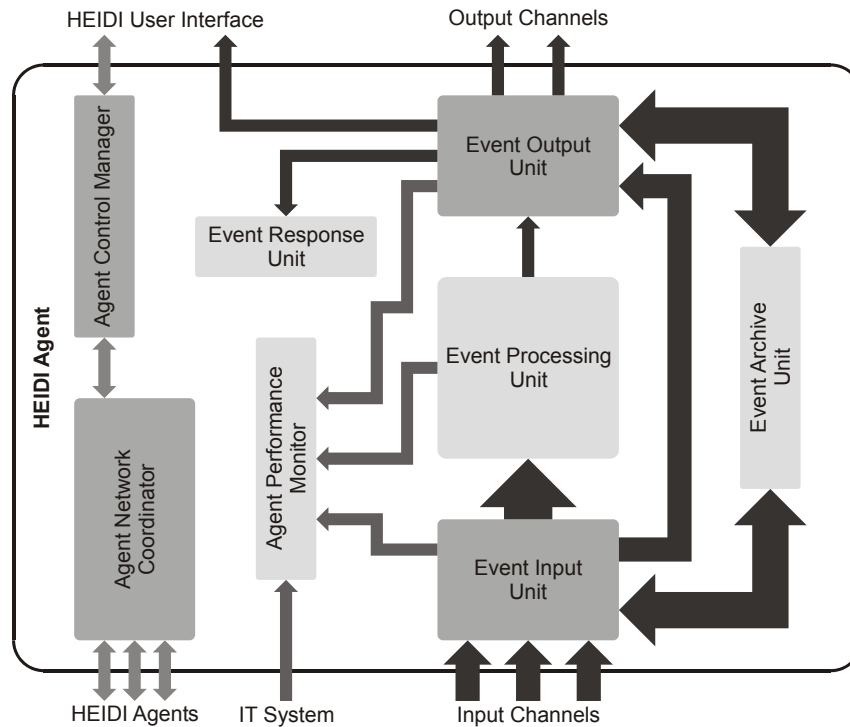 HEIDI User Interface
Output Channels
Agent Control Manager
Event Output
Unit
Event Response
Unit
HEIDI Agent
Event Processing
Unit
Event Archive
Unit
Agent Performance
Monitor
Agent Network
Coordinator
Event Input
Unit
HEIDI Agents
IT System
Input Channels